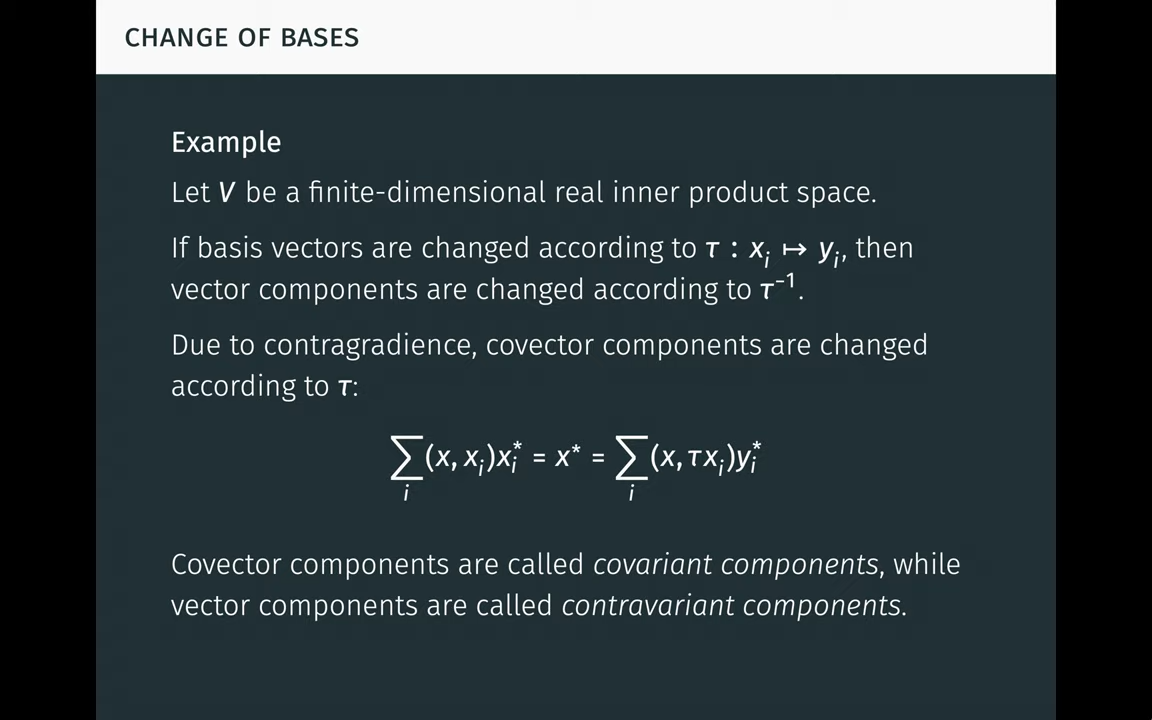 CHANGE OF BASES
Example
Let V be a finite-dimensional real inner product space.
If basis vectors are changed according to τ : xᵢ ↦ yᵢ, then
vector components are changed according to τ⁻¹.
Due to contragradience, covector components are changed
according to τ:
∑ᵢ (x, xᵢ)xᵢ* = x* = ∑ᵢ (x, τxᵢ)yᵢ*
Covector components are called covariant components, while
vector components are called contravariant components.